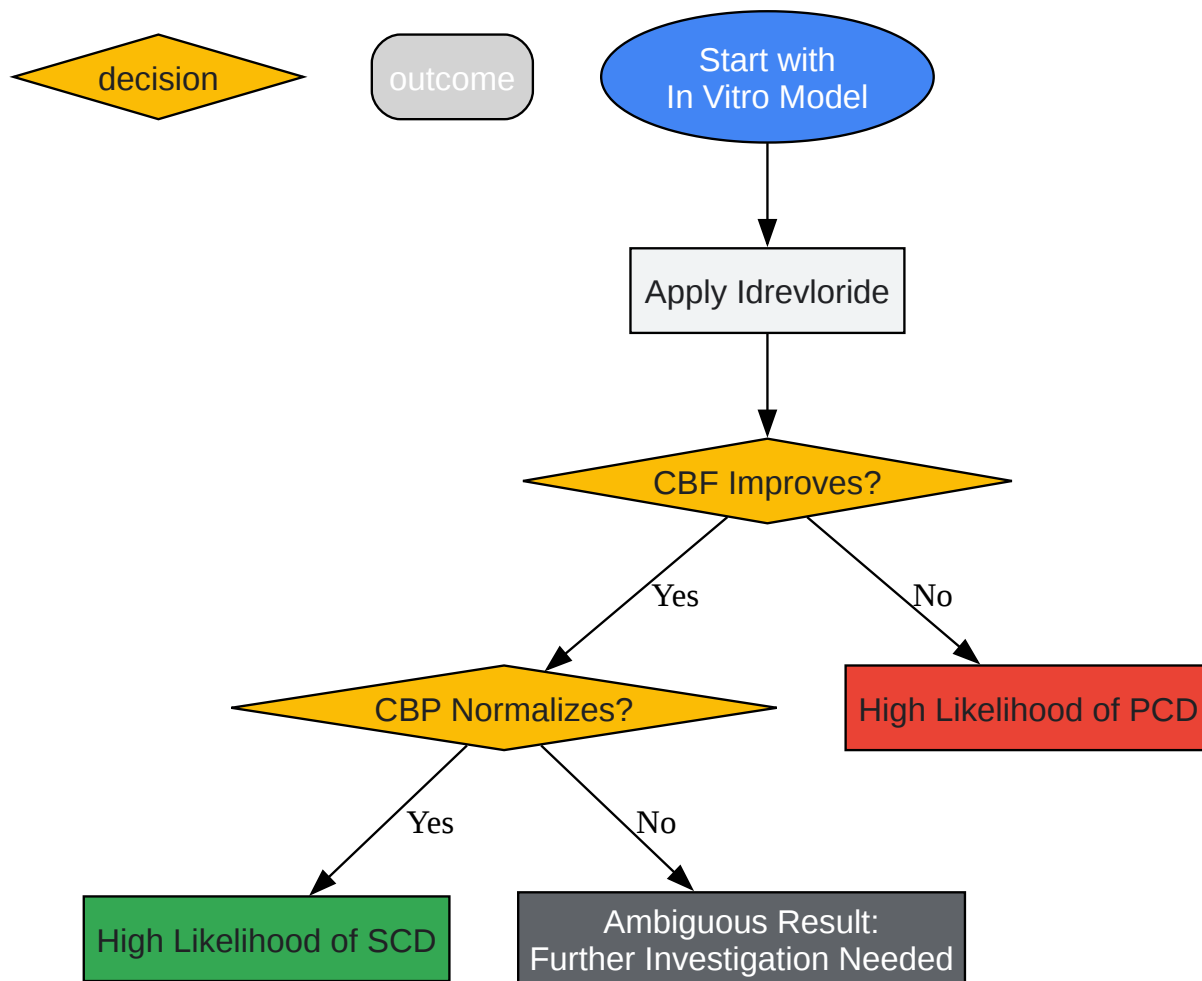 decision
outcome
Start with
In Vitro Model
Apply Idrevloride
CBF Improves?
Yes
No
CBP Normalizes?
High Likelihood of PCD
Yes
No
High Likelihood of SCD
Ambiguous Result:
Further Investigation Needed